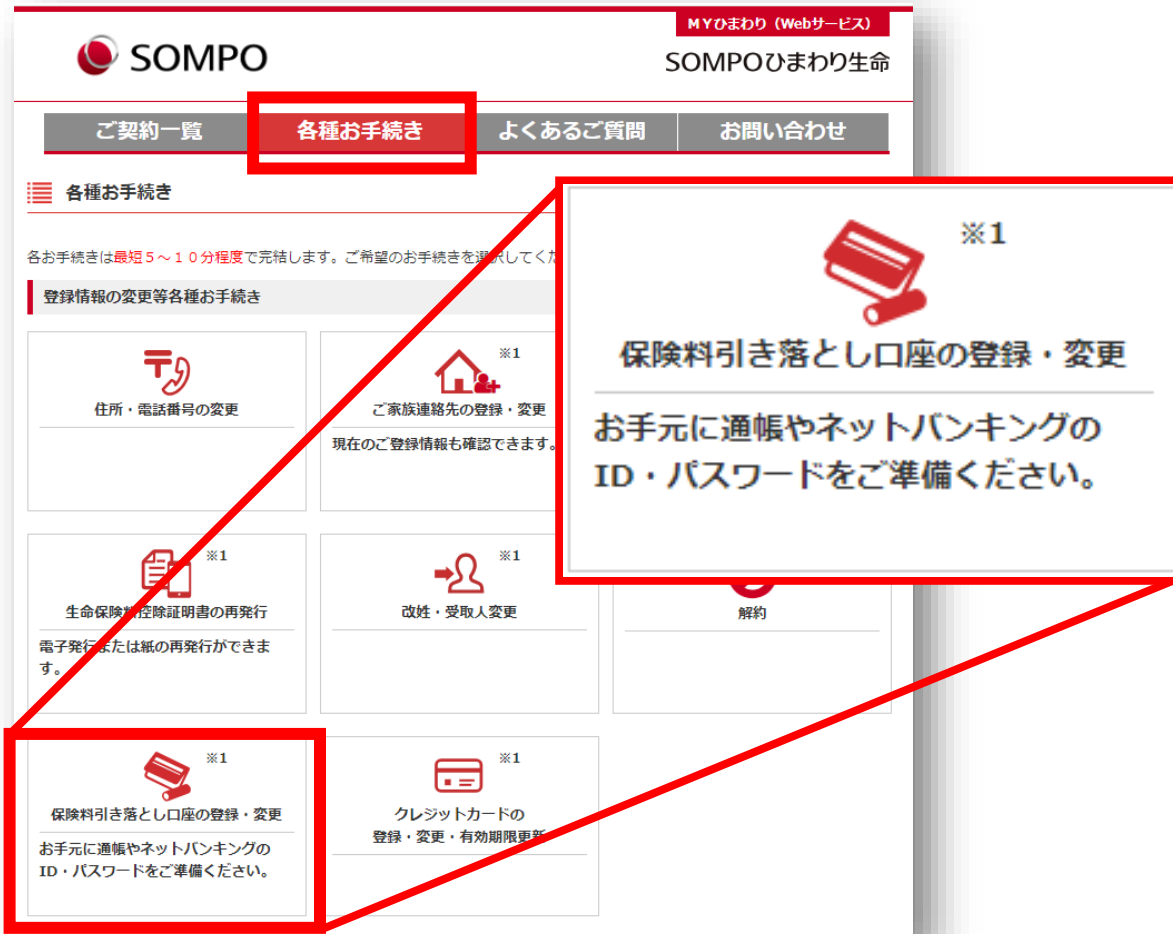 MYひまわり（Webサービス）
SOMPO
SOMPOひまわり生命
ご契約一覧
各種お手続き
よくあるご質問
お問い合わせ
各種お手続き
各お手続きは最短５～１０分程度で完結します。ご希望のお手続きを選択してくだ
登録情報の変更等各種お手続き
住所・電話番号の変更
※1
ご家族連絡先の登録・変更
現在のご登録情報も確認できます。
※1
保険料引き落とし口座の登録・変更
お手元に通帳やネットバンキングの
ID・パスワードをご準備ください。
※1
生命保険料控除証明書の再発行
電子発行または紙の再発行ができま
す。
※1
改姓・受取人変更
解約
※1
保険料引き落とし口座の登録・変更
お手元に通帳やネットバンキングの
ID・パスワードをご準備ください。
※1
クレジットカードの
登録・変更・有効期限更新